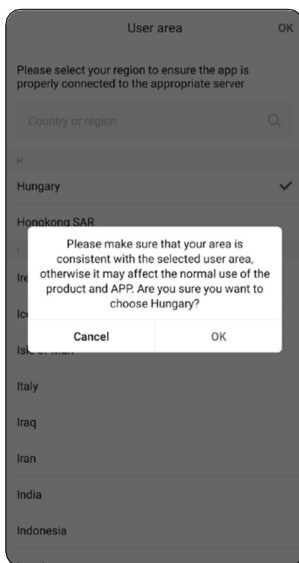 User area
OK
Please select your region to ensure the app is
properly connected to the appropriate server
Country or region
H
Hungary
Hongkong SAR
I
Please make sure that your area is
consistent with the selected user area,
otherwise it may affect the normal use of the
product and APP. Are you sure you want to
choose Hungary?
Cancel
OK
Italy
Iraq
Iran
India
Indonesia